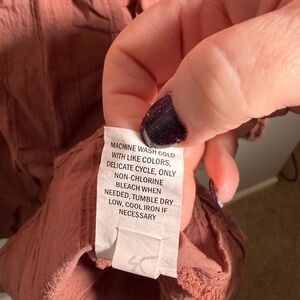 MACHINE WASH COLD
WITH LIKE COLORS,
DELICATE CYCLE, ONLY
NON-CHLORINE
BLEACH WHEN
NEEDED, TUMBLE DRY
LOW, COOL IRON IF
NECESSARY